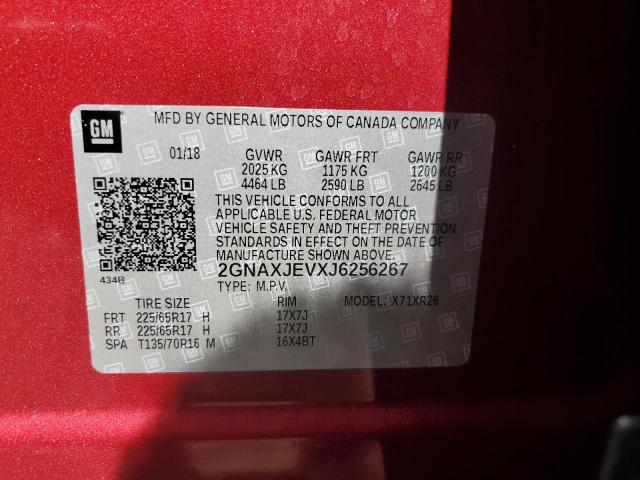 GM
MFD BY GENERAL MOTORS OF CANADA COMPANY
01/18 GVWR GAWR FRT GAWR RR
2025 KG 1175 KG 1200 KG
4464 LB 2590 LB 2645 LB
THIS VEHICLE CONFORMS TO ALL
APPLICABLE U.S. FEDERAL MOTOR
VEHICLE SAFETY AND THEFT PREVENTION
STANDARDS IN EFFECT ON THE DATE OF
MANUFACTURE SHOWN ABOVE.
434B 2GNAXJEVXJ6256267
TYPE: M.P.V. MODEL: X71XR26
TIRE SIZE RIM
FRT 225/65R17 H 17X7J
RR 225/65R17 H 17X7J
SPA T135/70R16 M 16X4BT